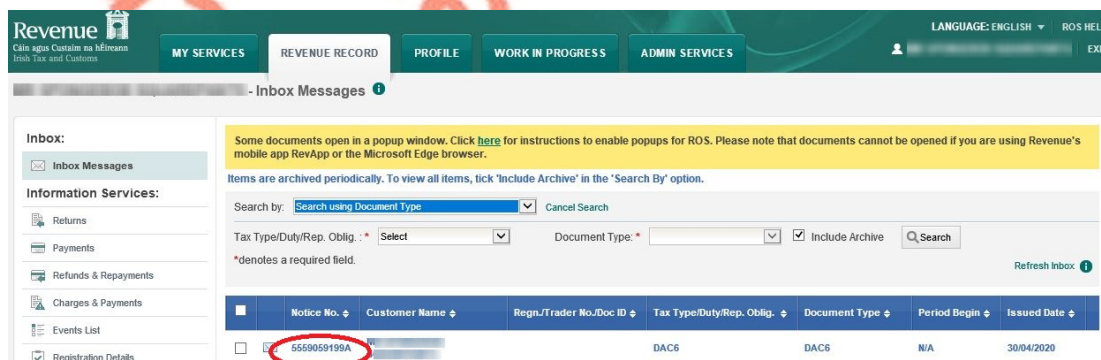 Revenue
Cáin agus Custaim na hÉireann
Irish Tax and Customs
MY SERVICES
REVENUE RECORD
PROFILE
WORK IN PROGRESS
ADMIN SERVICES
LANGUAGE: ENGLISH
ROS HEL
EXI
- Inbox Messages
Inbox:
Inbox Messages
Information Services:
Returns
Payments
Refunds & Repayments
Charges & Payments
Events List
Registration Details
Some documents open in a popup window. Click here for instructions to enable popups for ROS. Please note that documents cannot be opened if you are using Revenue's
mobile app RevApp or the Microsoft Edge browser.
Items are archived periodically. To view all items, tick 'Include Archive' in the 'Search By' option.
Search by: Search using Document Type Cancel Search
Tax Type/Duty/Rep. Oblig. : * Select Document Type: * Include Archive Search
*denotes a required field.
Refresh Inbox
Notice No. Customer Name Regn./Trader No./Doc ID Tax Type/Duty/Rep. Oblig. Document Type Period Begin Issued Date
5559059199A DAC6 DAC6 N/A 30/04/2020